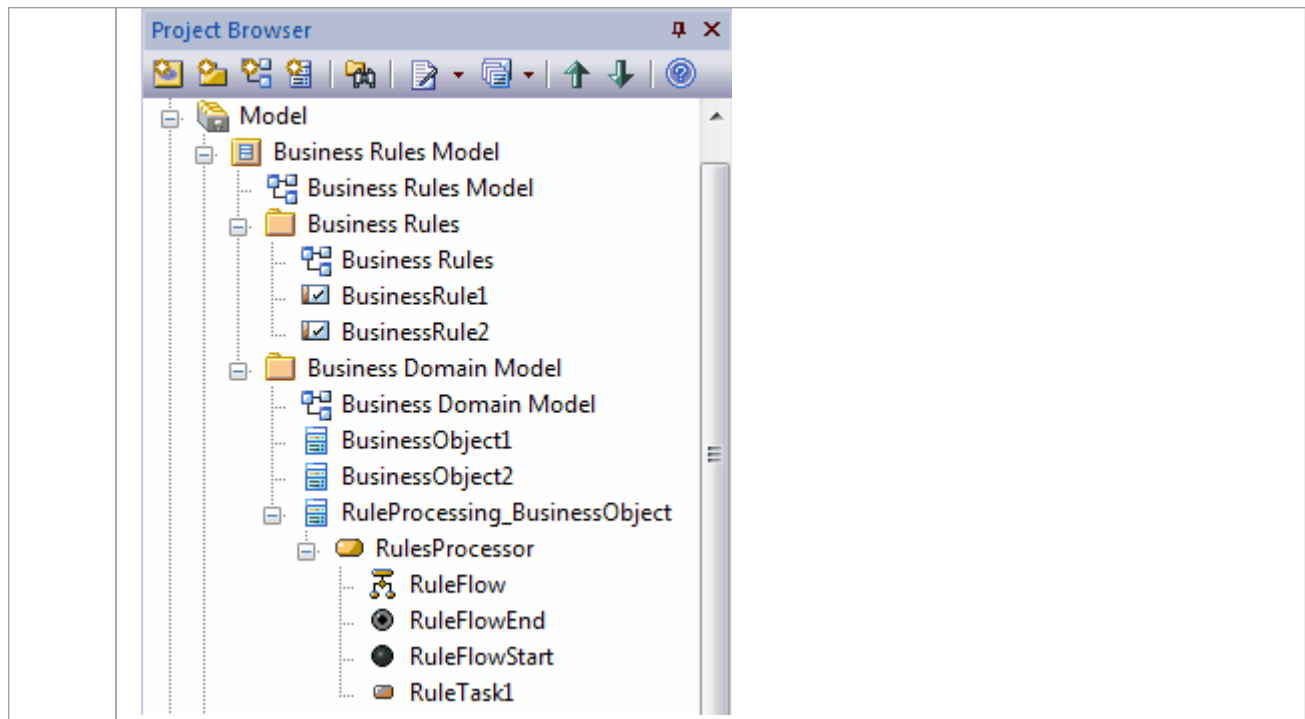 Project Browser
Model
Business Rules Model
Business Rules Model
Business Rules
Business Rules
BusinessRule1
BusinessRule2
Business Domain Model
Business Domain Model
BusinessObject1
BusinessObject2
RuleProcessing_BusinessObject
RulesProcessor
RuleFlow
RuleFlowEnd
RuleFlowStart
RuleTask1